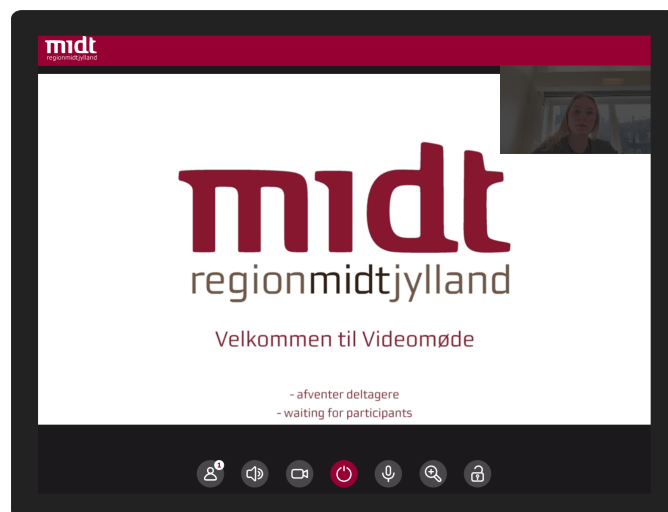 midt
regionmidtjylland
midt
regionmidtjylland
Velkommen til Videomøde
- afventer deltagere
- waiting for participants
1